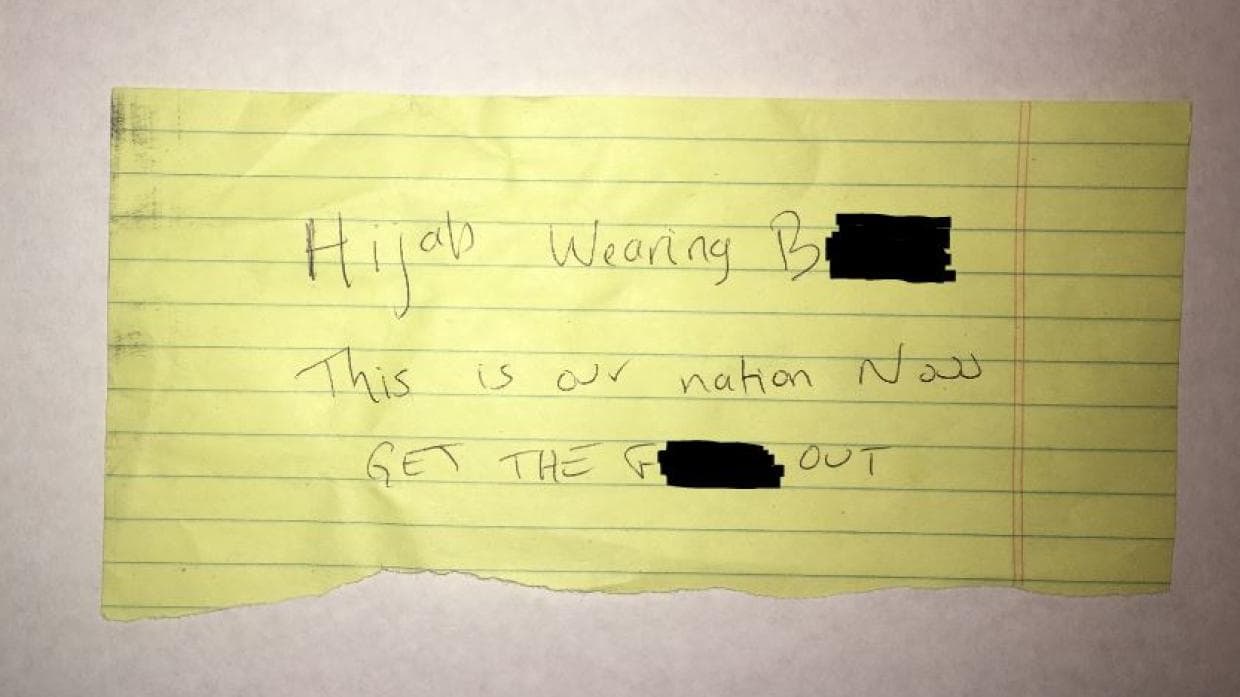 Hijab Wearing B
This is our nation Now
GET THE F OUT